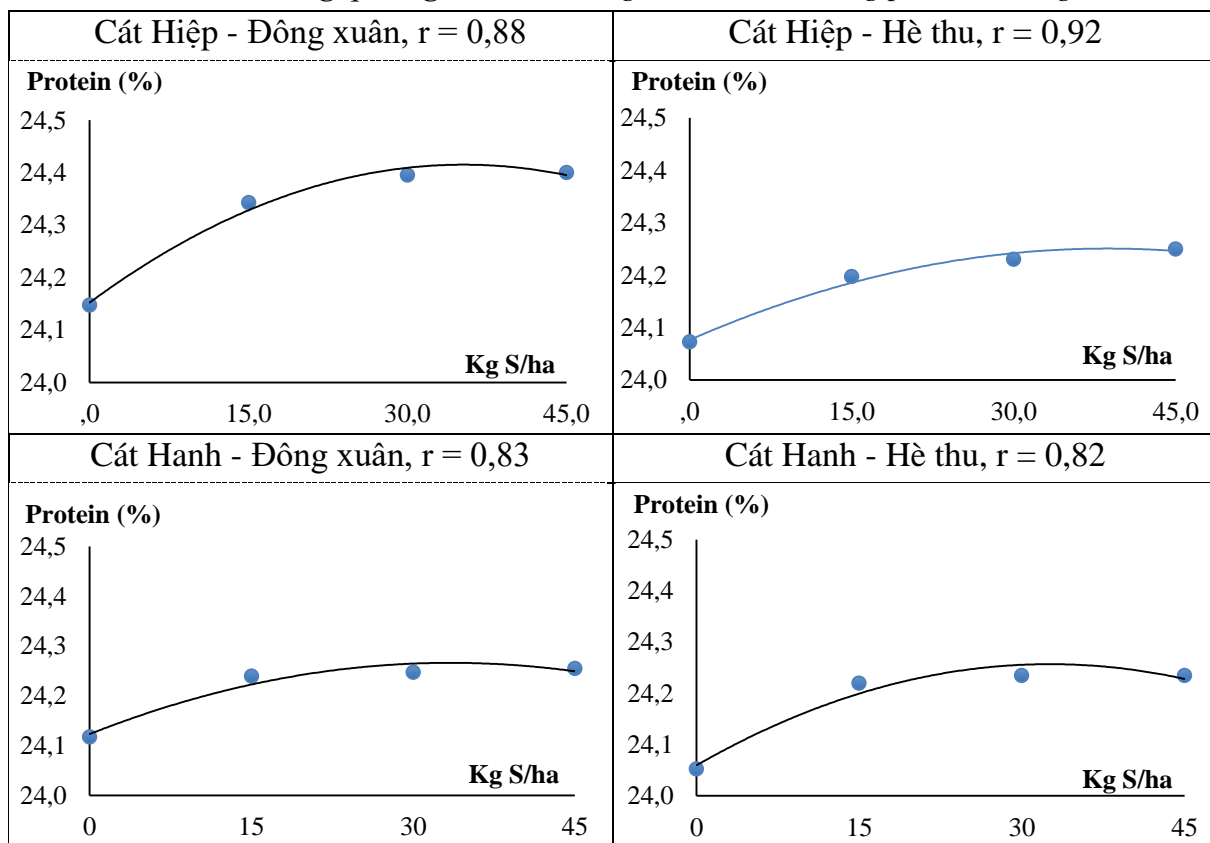 Cát Hiệp - Đông xuân, r = 0,88
Protein (%)
24,5
24,4
24,3
24,2
24,1
24,0
Kg S/ha
,0 15,0 30,0 45,0
Cát Hiệp - Hè thu, r = 0,92
Protein (%)
24,5
24,4
24,3
24,2
24,1
24,0
Kg S/ha
,0 15,0 30,0 45,0
Cát Hanh - Đông xuân, r = 0,83
Protein (%)
24,5
24,4
24,3
24,2
24,1
24,0
Kg S/ha
0 15 30 45
Cát Hanh - Hè thu, r = 0,82
Protein (%)
24,5
24,4
24,3
24,2
24,1
24,0
Kg S/ha
0 15 30 45